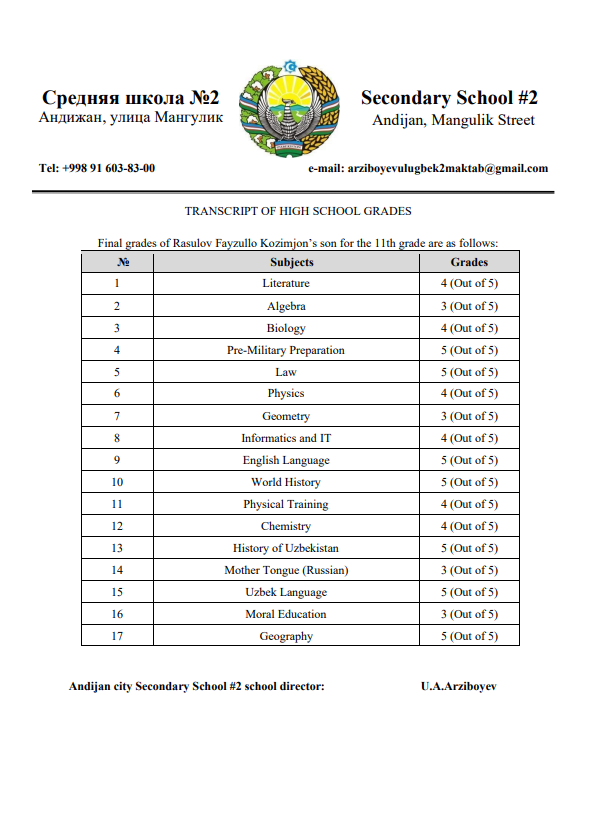 Средняя школа №2
Андижан, улица Мангулик
Secondary School #2
Andijan, Mangulik Street
Tel: +998 91 603-83-00
e-mail: arziboyevulugbek2maktab@gmail.com
TRANSCRIPT OF HIGH SCHOOL GRADES
Final grades of Rasulov Fayzullo Kozimjon's son for the 11th grade are as follows:
№ Subjects Grades
1 Literature 4 (Out of 5)
2 Algebra 3 (Out of 5)
3 Biology 4 (Out of 5)
4 Pre-Military Preparation 5 (Out of 5)
5 Law 5 (Out of 5)
6 Physics 4 (Out of 5)
7 Geometry 3 (Out of 5)
8 Informatics and IT 4 (Out of 5)
9 English Language 5 (Out of 5)
10 World History 5 (Out of 5)
11 Physical Training 4 (Out of 5)
12 Chemistry 4 (Out of 5)
13 History of Uzbekistan 5 (Out of 5)
14 Mother Tongue (Russian) 3 (Out of 5)
15 Uzbek Language 5 (Out of 5)
16 Moral Education 3 (Out of 5)
17 Geography 5 (Out of 5)
Andijan city Secondary School #2 school director: U.A.Arziboyev